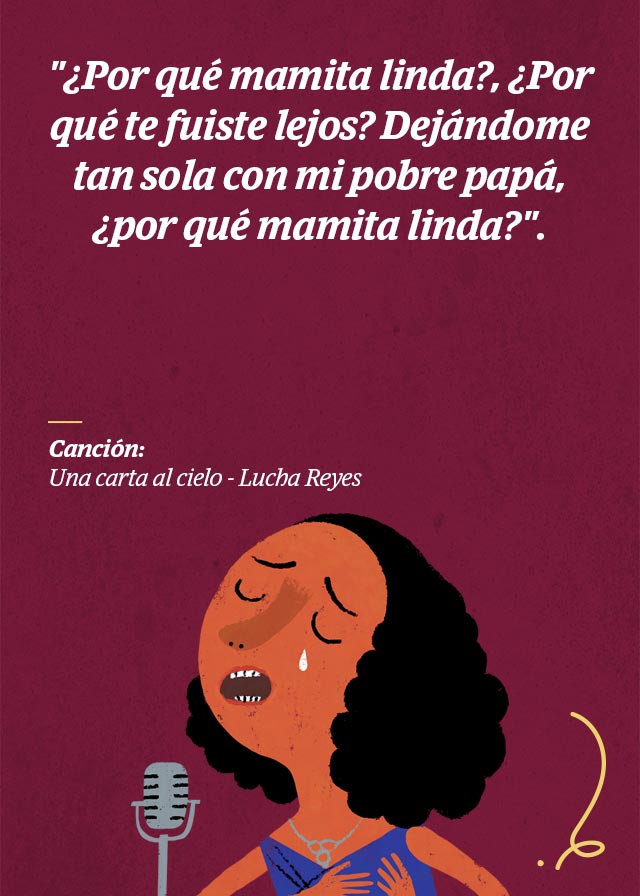 "¿Por qué mamita linda?, ¿Por
qué te fuiste lejos? Dejándome
tan sola con mi pobre papá,
¿por qué mamita linda?".
Canción:
Una carta al cielo - Lucha Reyes